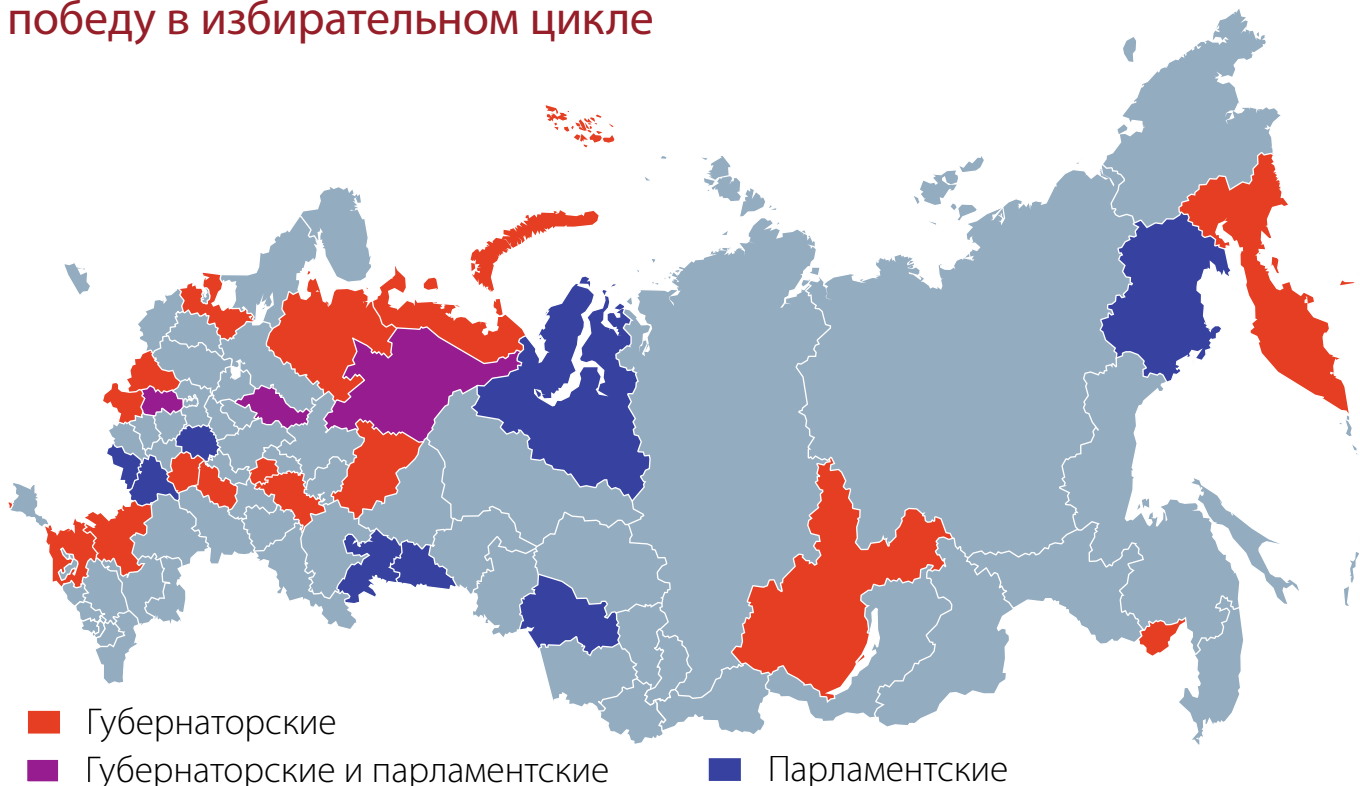 победу в избирательном цикле
Губернаторские
Губернаторские и парламентские
Парламентские